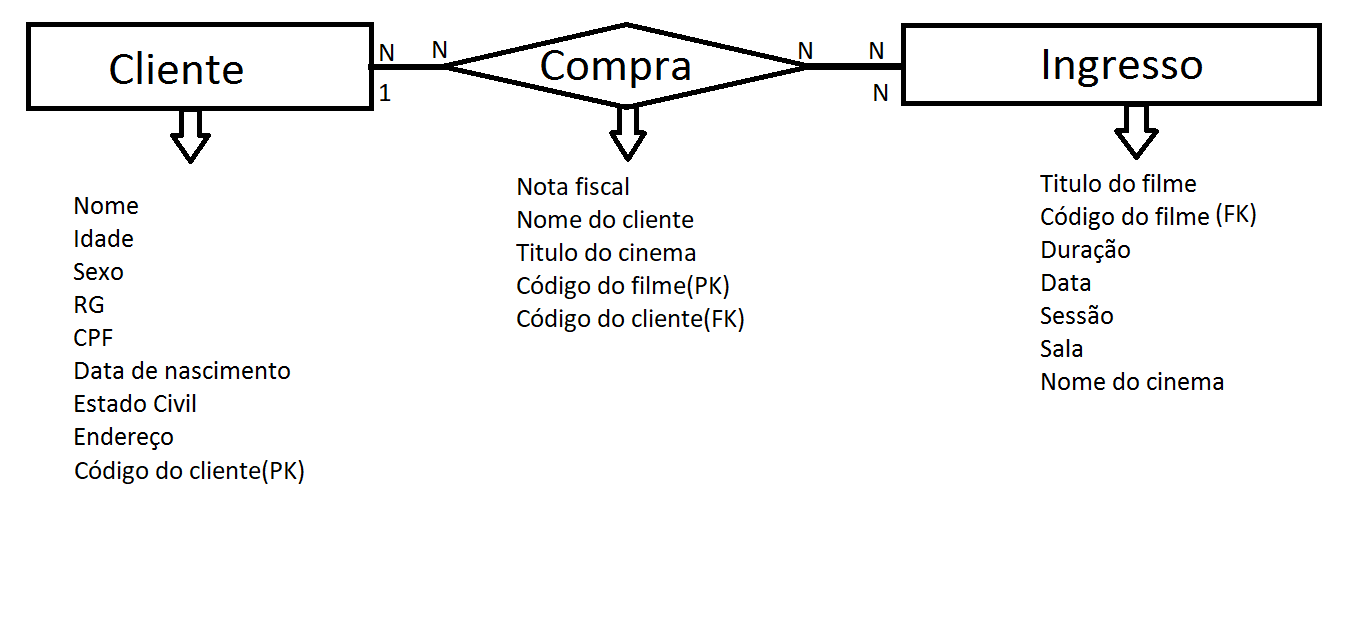 Cliente
N
1
N
Compra
N
N
N
Ingresso
Nome
Idade
Sexo
RG
CPF
Data de nascimento
Estado Civil
Endereço
Código do cliente(PK)
Nota fiscal
Nome do cliente
Titulo do cinema
Código do filme(PK)
Código do cliente(FK)
Titulo do filme
Código do filme (FK)
Duração
Data
Sessão
Sala
Nome do cinema